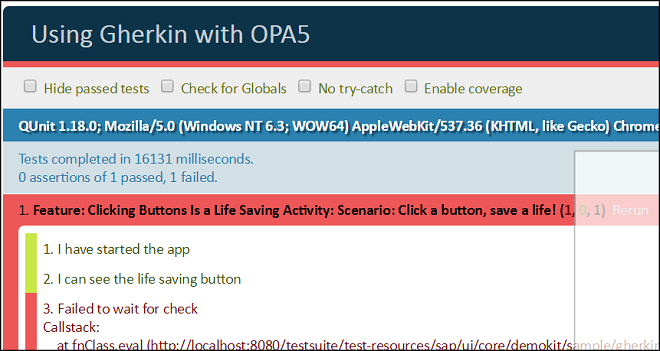 Using Gherkin with OPA5
Hide passed tests Check for Globals No try-catch Enable coverage
QUnit 1.18.0; Mozilla/5.0 (Windows NT 6.3; WOW64) AppleWebKit/537.36 (KHTML, like Gecko) Chrome
Tests completed in 16131 milliseconds.
0 assertions of 1 passed, 1 failed.
1. Feature: Clicking Buttons Is a Life Saving Activity: Scenario: Click a button, save a life! (1, 0, 1) Rerun
1. I have started the app
2. I can see the life saving button
3. Failed to wait for check
Callstack:
at fnClass.eval (http://localhost:8080/testsuite/test-resources/sap/ui/core/demokit/sample/gherkin